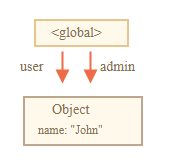 <global>
user admin
Object
name: "John"